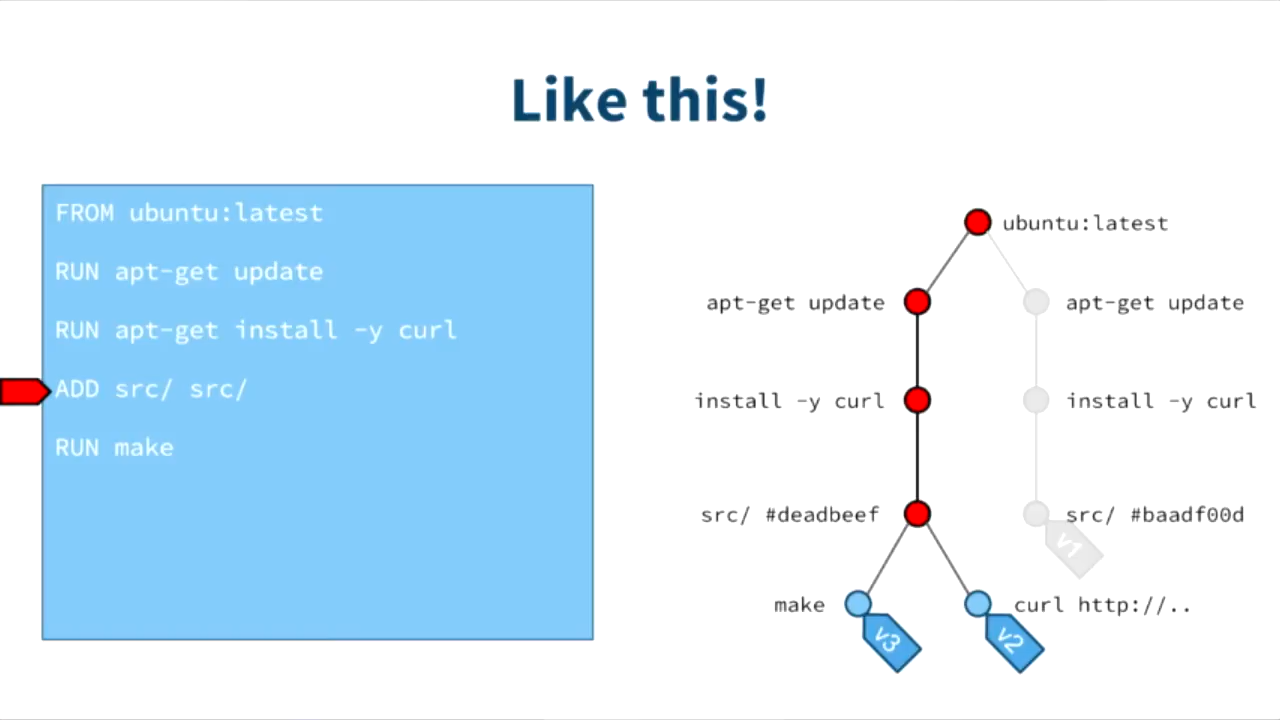 Like this!
FROM ubuntu:latest
RUN apt-get update
RUN apt-get install -y curl
ADD src/ src/
RUN make
ubuntu:latest
apt-get update
apt-get update
install -y curl
install -y curl
src/ #deadbeef
src/ #baadf00d
v1
make
curl http://..
v3
v2